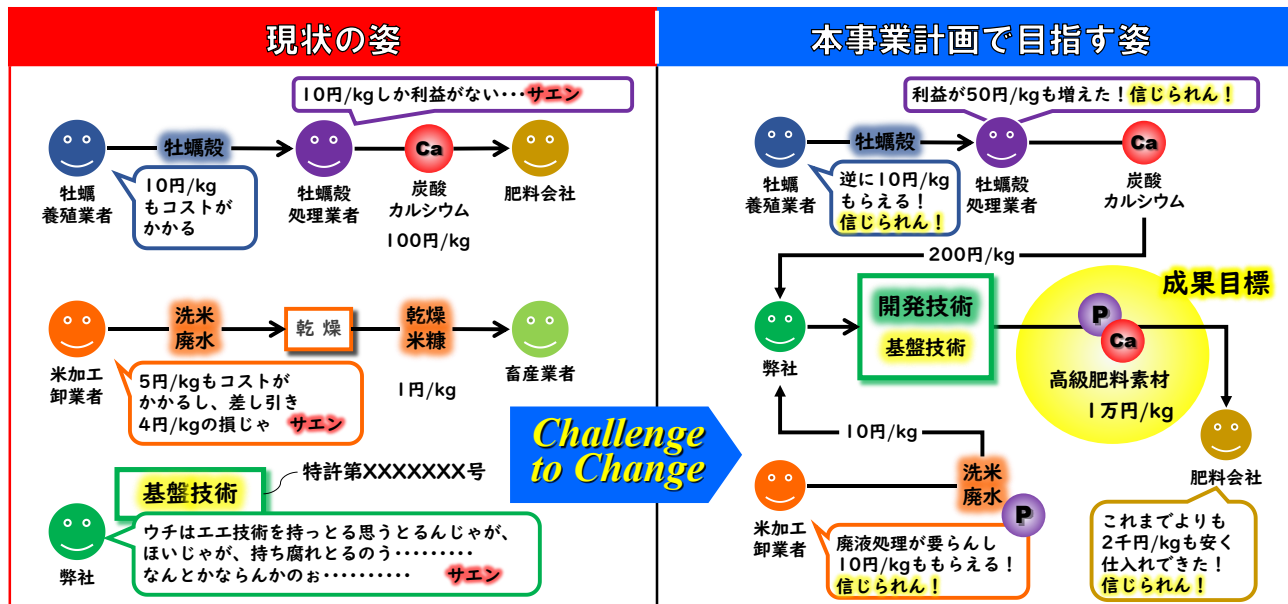 現状の姿
10円/kgしか利益がない･･･サエン
牡蠣殻
Ca
牡蠣
養殖業者
10円/kg
もコストが
かかる
牡蠣殻
処理業者
炭酸
カルシウム
100円/kg
肥料会社
洗米
廃水
乾 燥
乾燥
米糠
米加工
卸業者
5円/kgもコストが
かかるし、差し引き
4円/kgの損じゃ サエン
1円/kg
畜産業者
基盤技術
特許第XXXXXXX号
弊社
ウチはエエ技術を持っとる思うとるんじゃが、
ほいじゃが、持ち腐れとるのう･････････
なんとかならんかのぉ･･････････ サエン
Challenge
to Change
本事業計画で目指す姿
利益が50円/kgも増えた！信じられん！
牡蠣殻
Ca
牡蠣
養殖業者
逆に10円/kg
もらえる！
信じられん！
牡蠣殻
処理業者
炭酸
カルシウム
200円/kg
弊社
開発技術
基盤技術
成果目標
P
Ca
高級肥料素材
1万円/kg
肥料会社
10円/kg
洗米
廃水
P
米加工
卸業者
廃液処理が要らんし
10円/kgももらえる！
信じられん！
これまでよりも
2千円/kgも安く
仕入れできた！
信じられん！